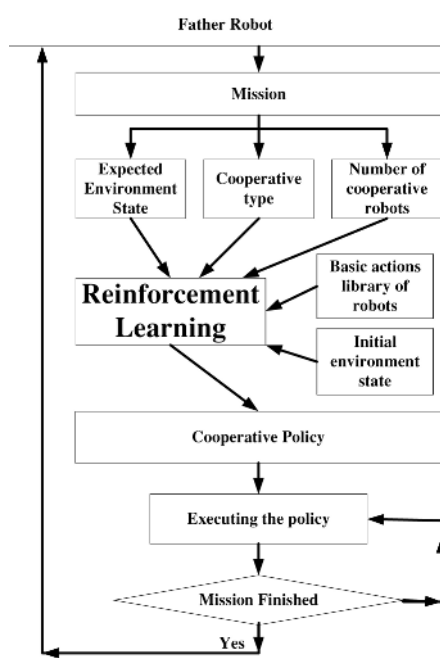 Father Robot
Mission
Expected
Environment
State
Cooperative
type
Number of
cooperative
robots
Reinforcement
Learning
Basic actions
library of
robots
Initial
environment
state
Cooperative Policy
Executing the policy
Mission Finished
Yes